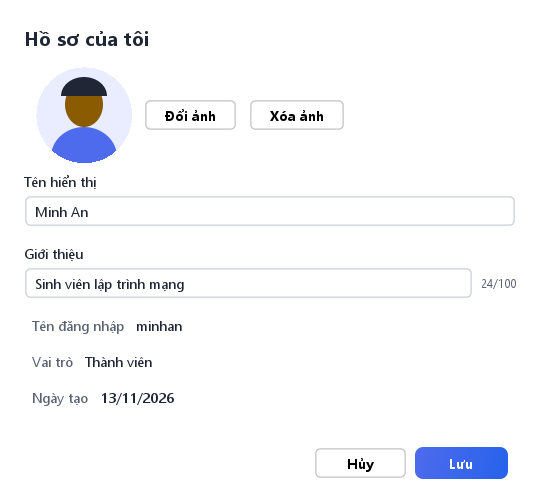 Hồ sơ của tôi
Đổi ảnh Xóa ảnh
Tên hiển thị
Minh An
Giới thiệu
Sinh viên lập trình mạng 24/100
Tên đăng nhập minhan
Vai trò Thành viên
Ngày tạo 13/11/2026
Hủy Lưu